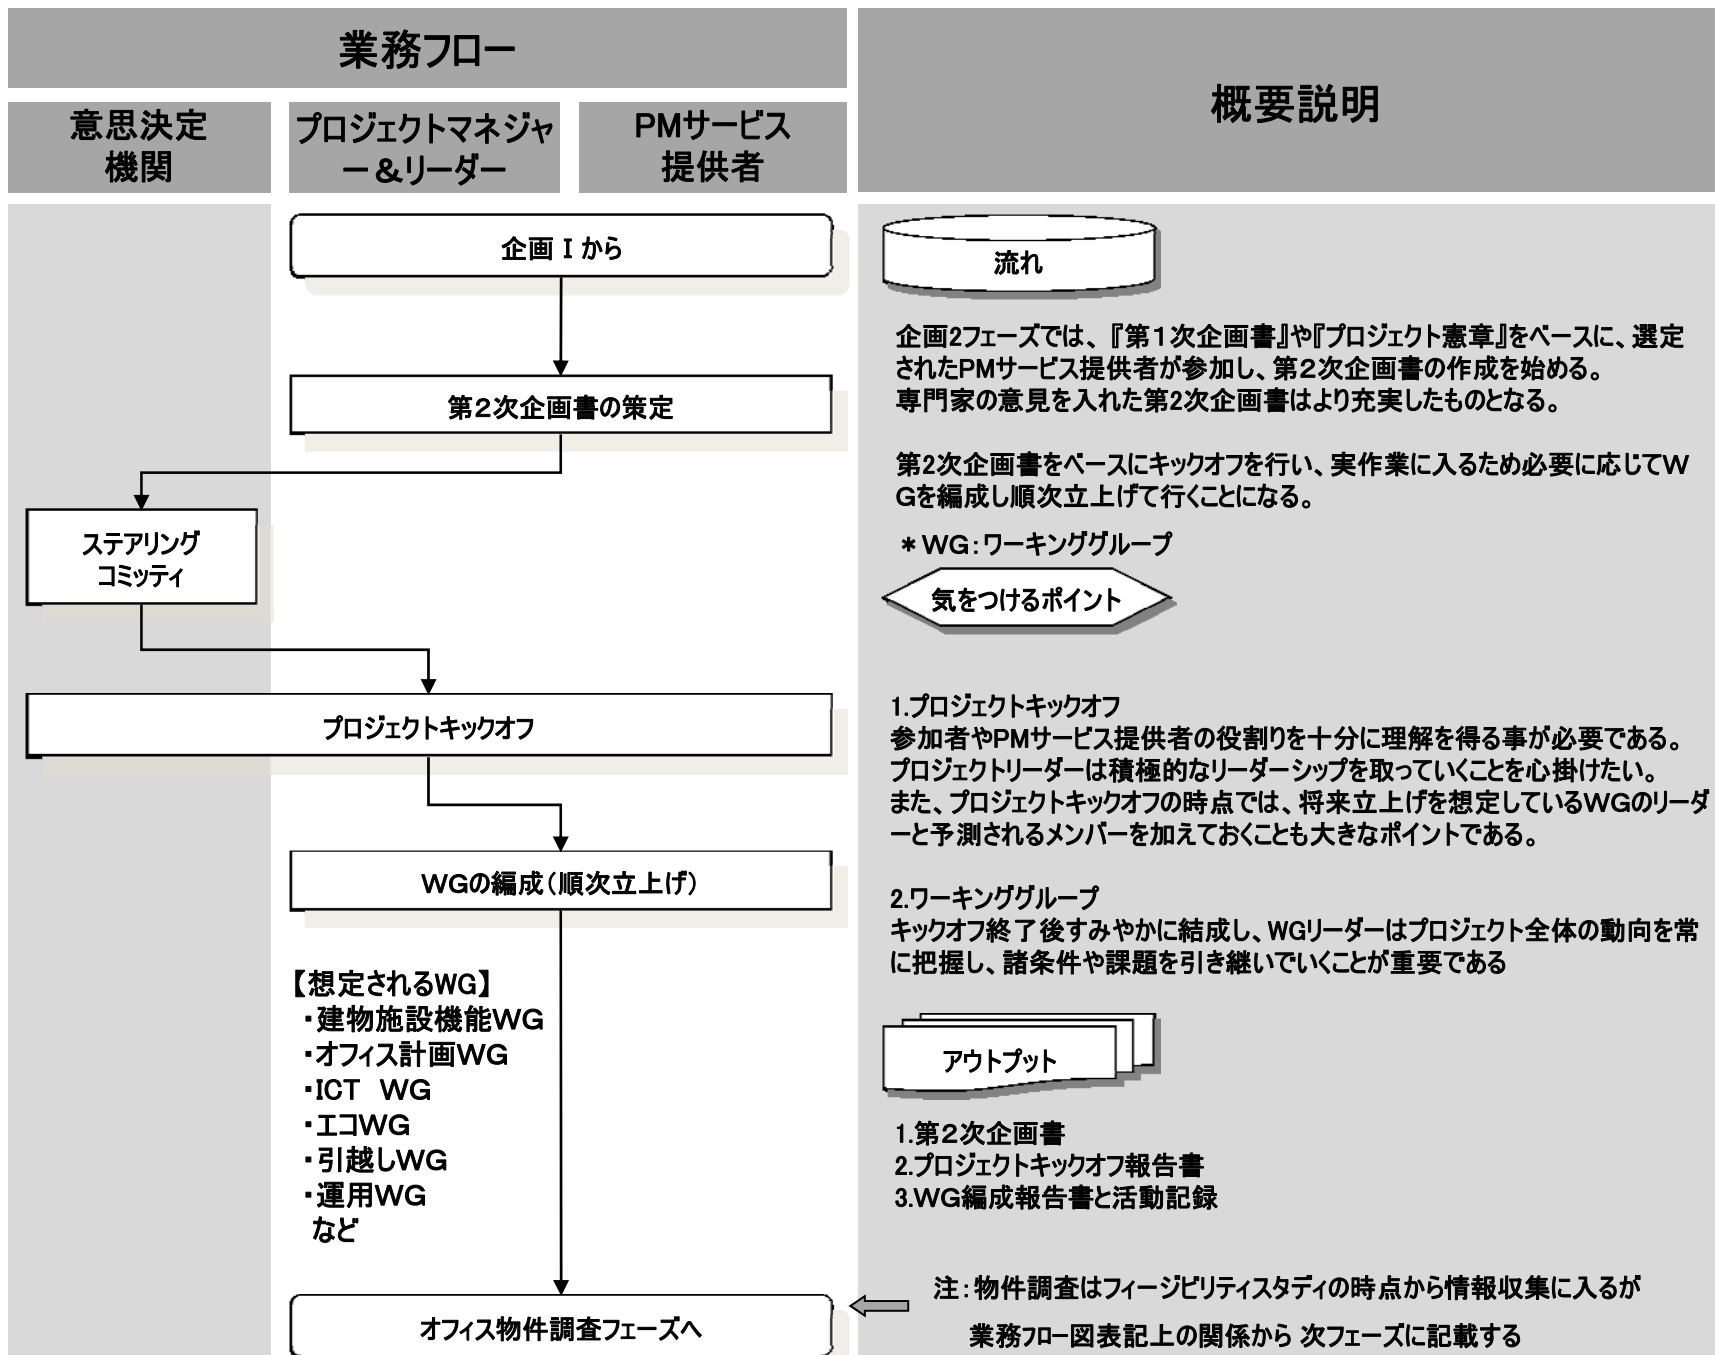 業務フロー
意思決定
機関
プロジェクトマネジャ
ー＆リーダー
PMサービス
提供者
企画Ⅰから
第２次企画書の策定
ステアリング
コミッティ
プロジェクトキックオフ
WGの編成（順次立上げ）
【想定されるWG】
・建物施設機能WG
・オフィス計画WG
・ICT　WG
・エコWG
・引越しWG
・運用WG
など
オフィス物件調査フェーズへ
概要説明
流れ
企画2フェーズでは、『第１次企画書』や『プロジェクト憲章』をベースに、選定
されたPMサービス提供者が参加し、第２次企画書の作成を始める。
専門家の意見を入れた第2次企画書はより充実したものとなる。
第2次企画書をベースにキックオフを行い、実作業に入るため必要に応じてW
Gを編成し順次立上げて行くことになる。
＊WG：ワーキンググループ
気をつけるポイント
1.プロジェクトキックオフ
参加者やPMサービス提供者の役割りを十分に理解を得る事が必要である。
プロジェクトリーダーは積極的なリーダーシップを取っていくことを心掛けたい。
また、プロジェクトキックオフの時点では、将来立上げを想定しているWGのリーダ
ーと予測されるメンバーを加えておくことも大きなポイントである。
2.ワーキンググループ
キックオフ終了後すみやかに結成し、WGリーダーはプロジェクト全体の動向を常
に把握し、諸条件や課題を引き継いでいくことが重要である
アウトプット
1.第２次企画書
2.プロジェクトキックオフ報告書
3.WG編成報告書と活動記録
注：物件調査はフィージビリティスタディの時点から情報収集に入るが
業務フロー図表記上の関係から 次フェーズに記載する